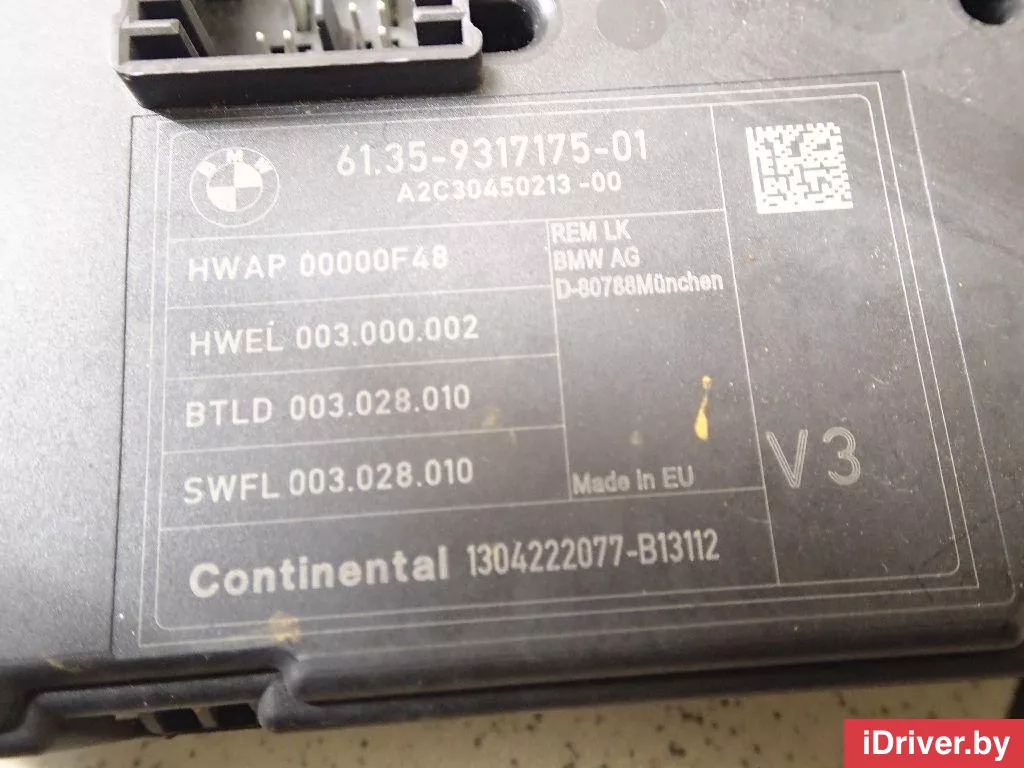 BMW
61.35-9317175-01
A2C30450213-00
HWAP 00000F48
REM LK
BMW AG
D-80788München
HWEL 003.000.002
BTLD 003.028.010
SWFL 003.028.010
Made in EU
V3
Continental 1304222077-B13112
iDriver.by